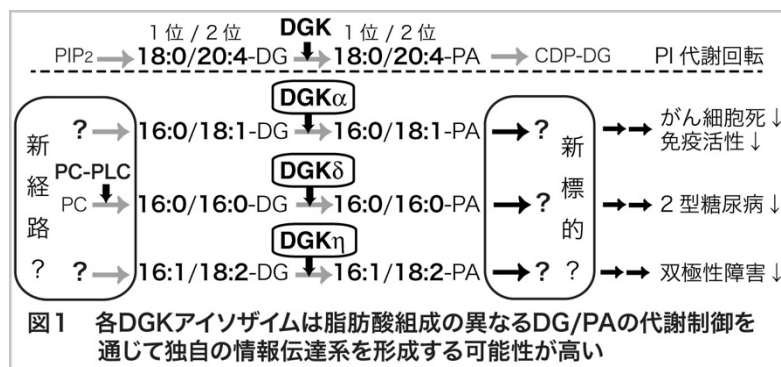 1位 / 2位 DGK 1位 / 2位
PIP2 18:0/20:4-DG 18:0/20:4-PA CDP-DG PI代謝回転
DGKα
? 16:0/18:1-DG 16:0/18:1-PA ? がん細胞死↓
免疫活性↓
新経路?
PC-PLC
DGKδ
新標的?
PC 16:0/16:0-DG 16:0/16:0-PA ? 2型糖尿病↓
DGKη
? 16:1/18:2-DG 16:1/18:2-PA ? 双極性障害↓
図1 各DGKアイソザイムは脂肪酸組成の異なるDG/PAの代謝制御を
通じて独自の情報伝達系を形成する可能性が高い